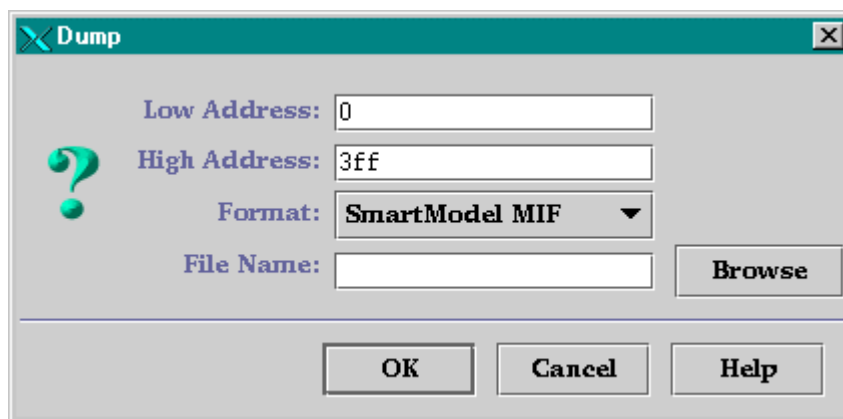 Dump
Low Address: 0
High Address: 3ff
Format: SmartModel MIF
File Name:
Browse
OK Cancel Help